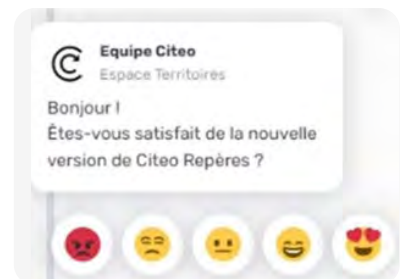 Equipe Citeo
Espace Territoires
Bonjour !
Êtes-vous satisfait de la nouvelle
version de Citeo Repères ?